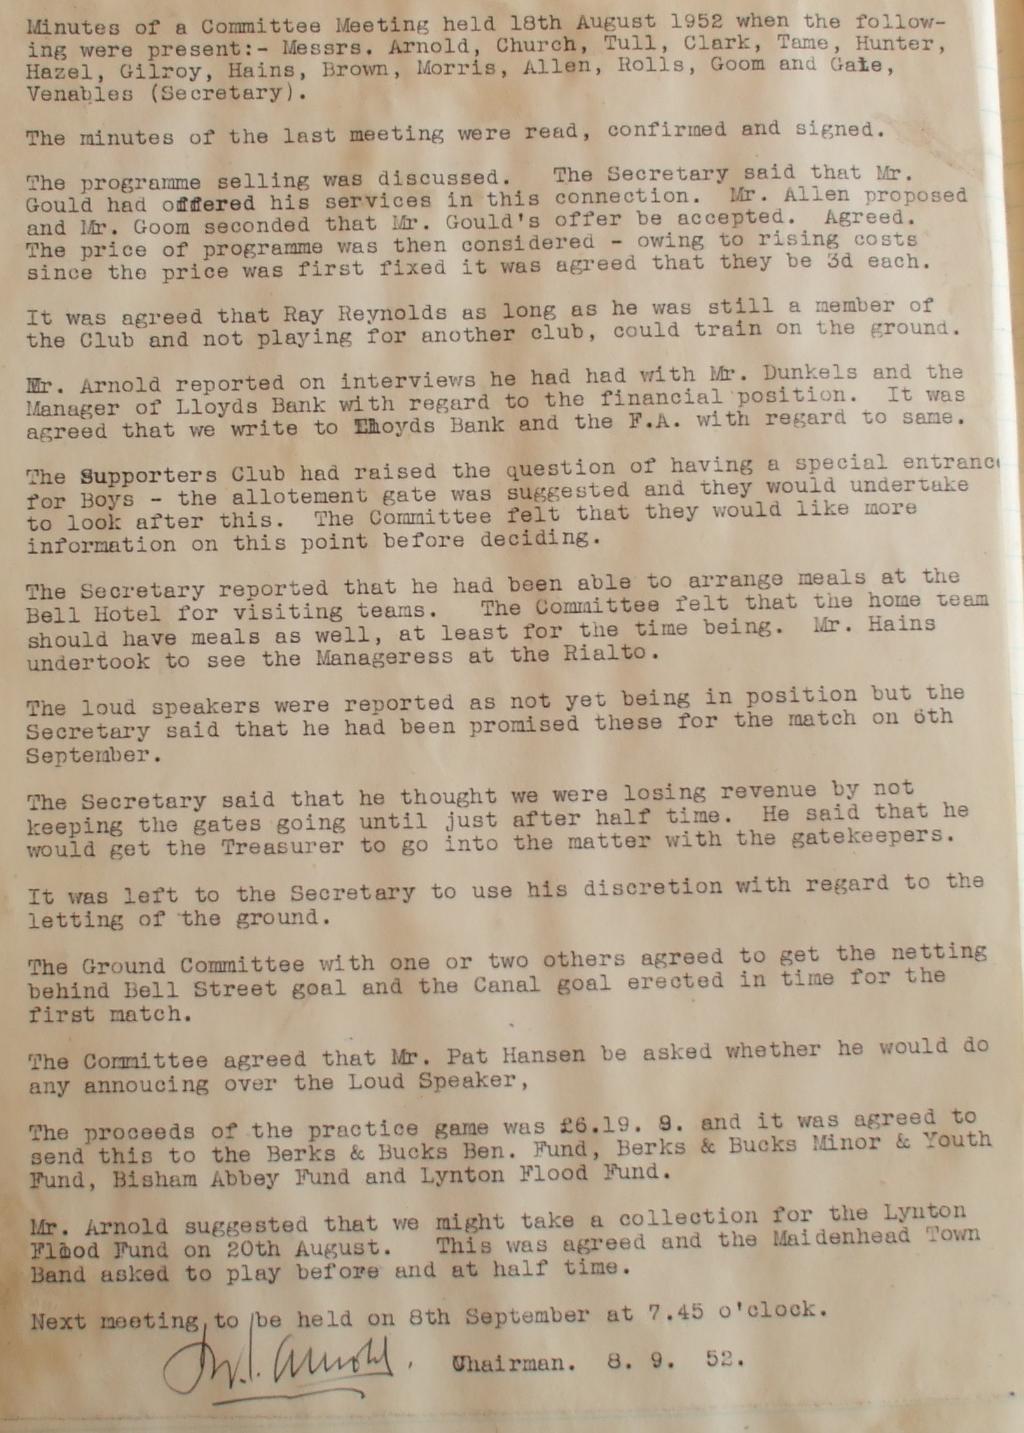 Minutes of a Committee Meeting held 18th August 1952 when the follow-
ing were present:- Messrs. Arnold, Church, Tull, Clark, Tame, Hunter,
Hazel, Gilroy, Hains, Brown, Morris, Allen, Rolls, Goom and Gale,
Venables (Secretary).
The minutes of the last meeting were read, confirmed and signed.
The programme selling was discussed. The Secretary said that Mr.
Gould had offered his services in this connection. Mr. Allen proposed
and Mr. Goom seconded that Mr. Gould's offer be accepted. Agreed.
The price of programme was then considered - owing to rising costs
since the price was first fixed it was agreed that they be 3d each.
It was agreed that Ray Reynolds as long as he was still a member of
the Club and not playing for another club, could train on the ground.
Mr. Arnold reported on interviews he had had with Mr. Dunkels and the
Manager of Lloyds Bank with regard to the financial position. It was
agreed that we write to Lloyds Bank and the F.A. with regard to same.
The Supporters Club had raised the question of having a special entranc
for Boys - the allotement gate was suggested and they would undertake
to look after this. The Committee felt that they would like more
information on this point before deciding.
The Secretary reported that he had been able to arrange meals at the
Bell Hotel for visiting teams. The Committee felt that the home team
should have meals as well, at least for the time being. Mr. Hains
undertook to see the Manageress at the Rialto.
The loud speakers were reported as not yet being in position but the
Secretary said that he had been promised these for the match on 6th
September.
The Secretary said that he thought we were losing revenue by not
keeping the gates going until just after half time. He said that he
would get the Treasurer to go into the matter with the gatekeepers.
It was left to the Secretary to use his discretion with regard to the
letting of the ground.
The Ground Committee with one or two others agreed to get the netting
behind Bell Street goal and the Canal goal erected in time for the
first match.
The Committee agreed that Mr. Pat Hansen be asked whether he would do
any annoucing over the Loud Speaker,
The proceeds of the practice game was £6.19. 9. and it was agreed to
send this to the Berks & Bucks Ben. Fund, Berks & Bucks Minor & Youth
Fund, Bisham Abbey Fund and Lynton Flood Fund.
Mr. Arnold suggested that we might take a collection for the Lynton
Flood Fund on 20th August. This was agreed and the Maidenhead Town
Band asked to play before and at half time.
Next meeting to be held on 8th September at 7.45 o'clock.
Arnold. Chairman. 8. 9. 52.